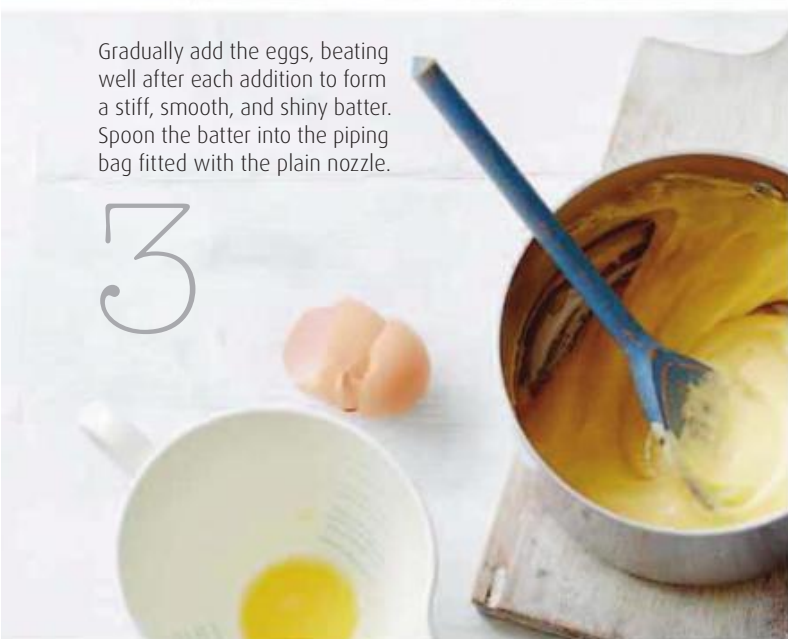 Gradually add the eggs, beating
well after each addition to form
a stiff, smooth, and shiny batter.
Spoon the batter into the piping
bag fitted with the plain nozzle.
3